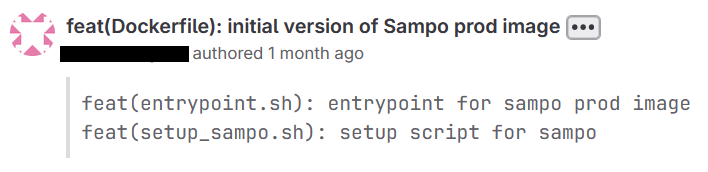 feat(Dockerfile): initial version of Sampo prod image •••
authored 1 month ago
feat(entrypoint.sh): entrypoint for sampo prod image
feat(setup_sampo.sh): setup script for sampo